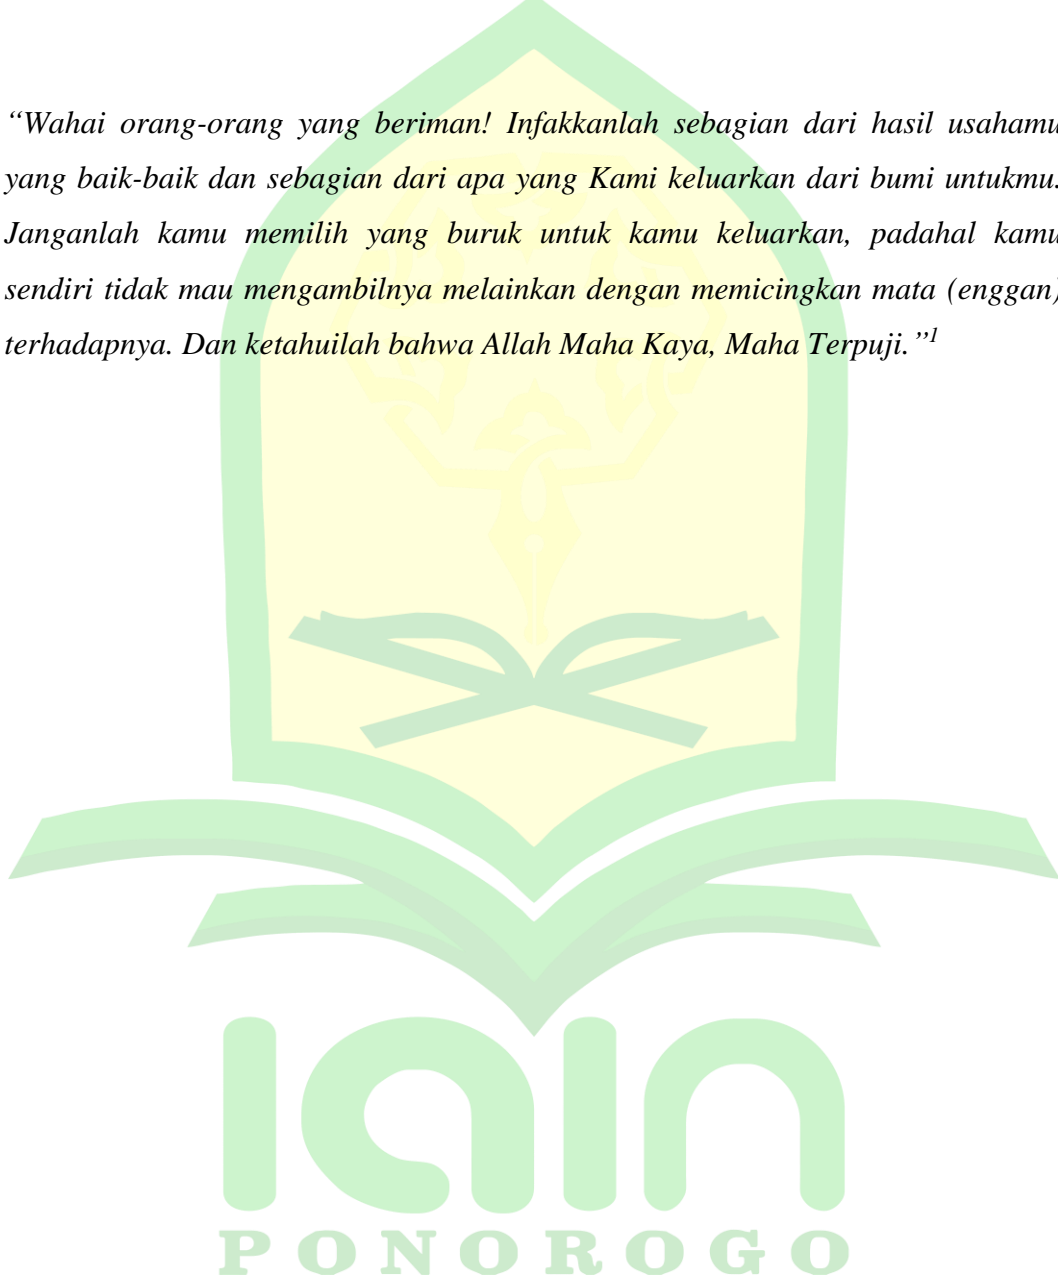 “Wahai orang-orang yang beriman! Infakkanlah sebagian dari hasil usahamu
yang baik-baik dan sebagian dari apa yang Kami keluarkan dari bumi untukmu.
Janganlah kamu memilih yang buruk untuk kamu keluarkan, padahal kamu
sendiri tidak mau mengambilnya melainkan dengan memicingkan mata (enggan)
terhadapnya. Dan ketahuilah bahwa Allah Maha Kaya, Maha Terpuji.”1
iain
PONOROGO